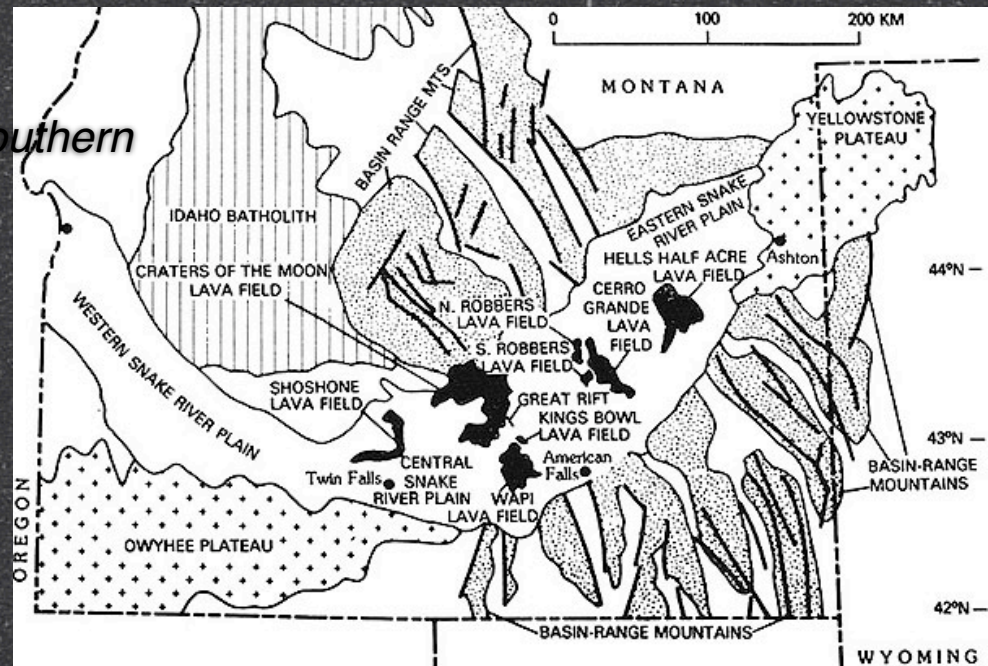 outhern
0 100 200 KM
MONTANA
YELLOWSTONE
PLATEAU
BASIN RANGE MTS
IDAHO BATHOLITH
EASTERN SNAKE
RIVER PLAIN
CRATERS OF THE MOON
LAVA FIELD
HELLS HALF ACRE
LAVA FIELD
Ashton
44°N
CERRO
GRANDE
LAVA
FIELD
N. ROBBERS
LAVA FIELD
S. ROBBERS
LAVA FIELD
WESTERN SNAKE RIVER PLAIN
SHOSHONE
LAVA FIELD
GREAT RIFT
KINGS BOWL
LAVA FIELD
43°N
Twin Falls
CENTRAL
SNAKE
RIVER PLAIN
American
Falls
WAPI
LAVA FIELD
BASIN-RANGE
MOUNTAINS
OREGON
OWYHEE PLATEAU
42°N
BASIN-RANGE MOUNTAINS
WYOMING